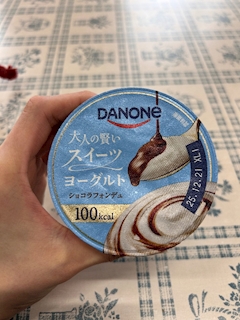 DANONE
大人の賢い
スイーツ
ヨーグルト
ショコラフォンデュ
100kcal
25.12.21 XL1